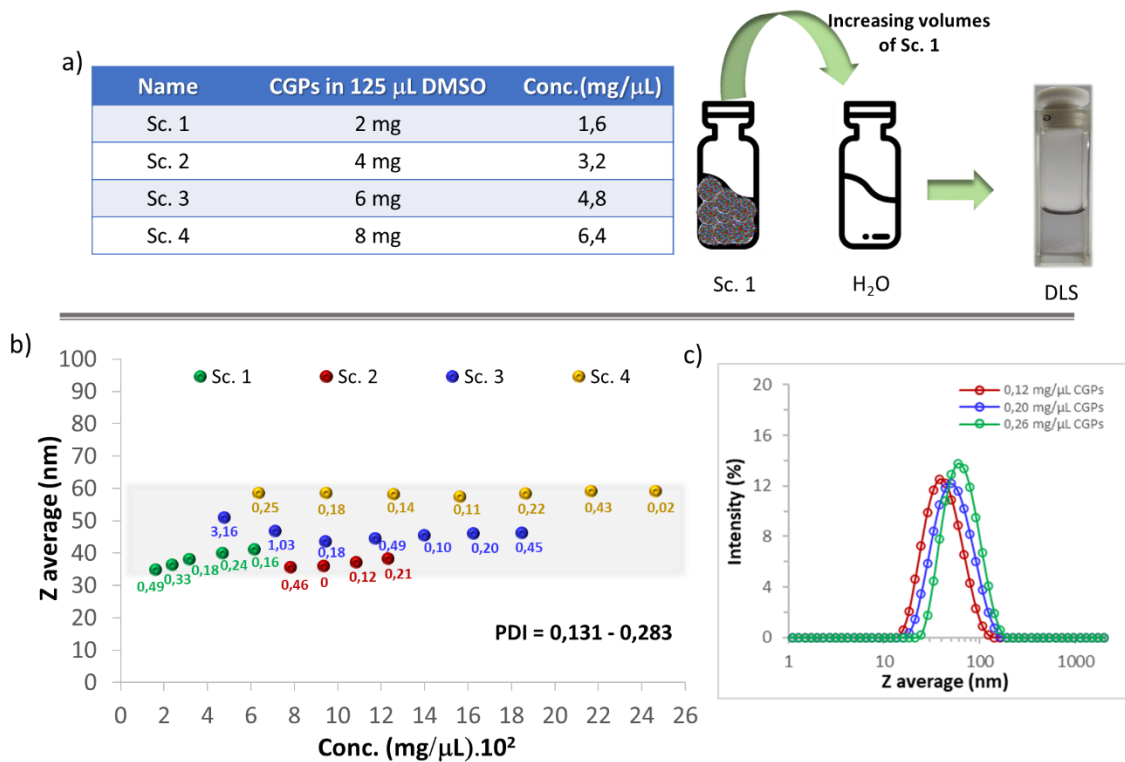 a)
Name CGPs in 125 μL DMSO Conc.(mg/μL)
Sc. 1 2 mg 1,6
Sc. 2 4 mg 3,2
Sc. 3 6 mg 4,8
Sc. 4 8 mg 6,4
Increasing volumes
of Sc. 1
Sc. 1
H₂O
DLS
b)
Z average (nm)
100
90
80
70
60
50
40
30
20
10
0
Sc. 1 Sc. 2 Sc. 3 Sc. 4
0,25 0,18 0,14 0,11 0,22 0,43 0,02
3,16 1,03 0,18 0,49 0,10 0,20 0,45
0,49 0,33 0,18 0,24 0,16
0,46 0 0,12 0,21
PDI = 0,131 - 0,283
0 2 4 6 8 10 12 14 16 18 20 22 24 26
Conc. (mg/μL).10²
c)
Intensity (%)
20
16
12
8
4
0
0,12 mg/μL CGPs
0,20 mg/μL CGPs
0,26 mg/μL CGPs
1 10 100 1000
Z average (nm)